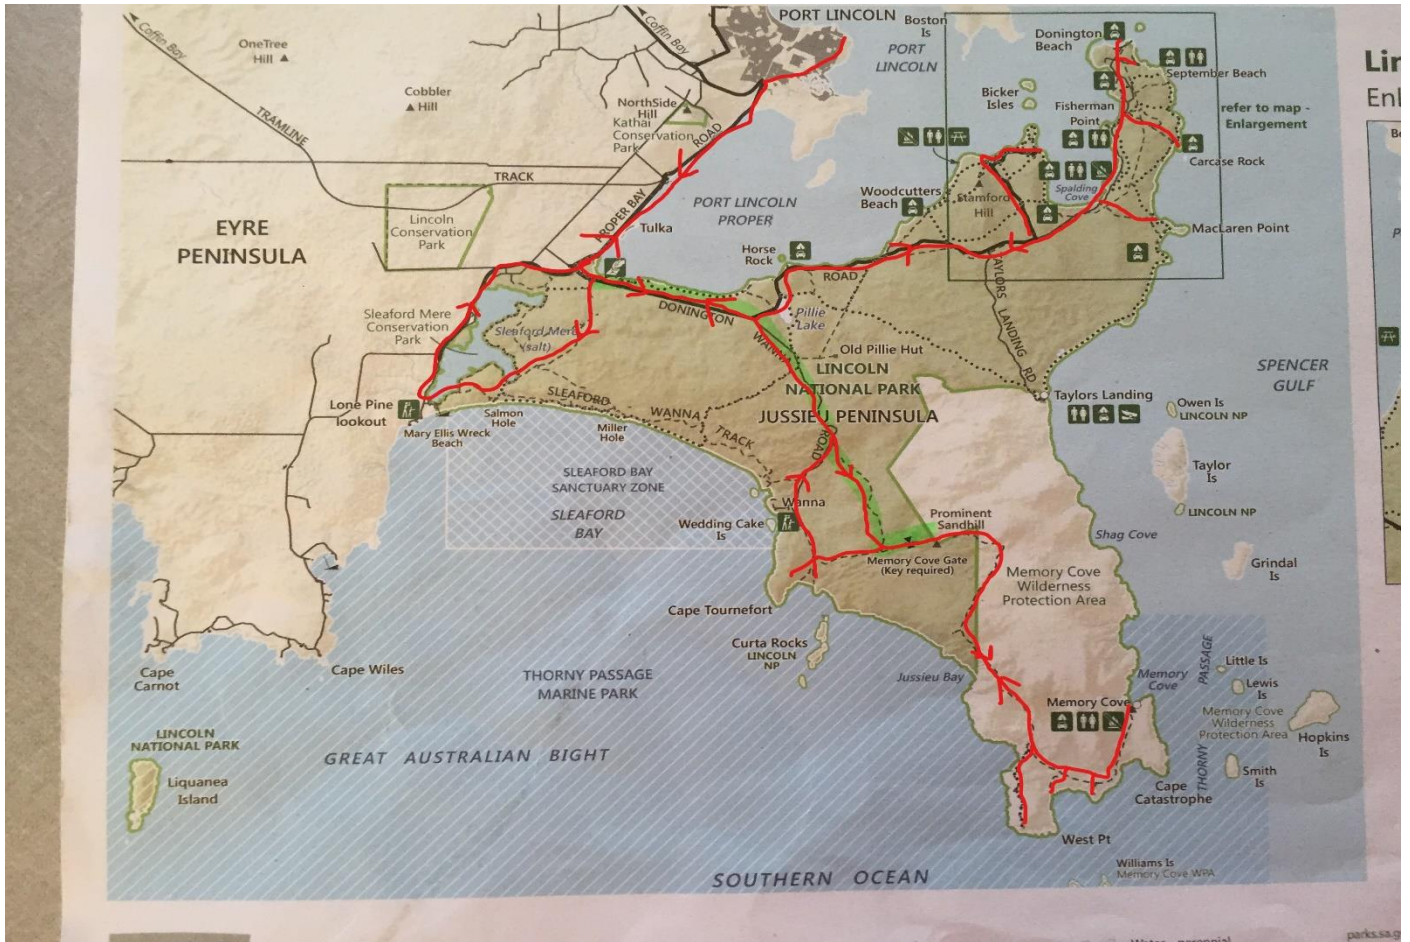 PORT LINCOLN
Boston
Is
Coffin Bay
Coffin Bay
OneTree
Hill
PORT
LINCOLN
Donington
Beach
September Beach
Cobbler
Hill
NorthSide
Hill
Kathai
Conservation
Park
Bicker
Isles
Fisherman
Point
refer to map -
Enlargement
TRAMLINE
ROAD
Carcase Rock
TRACK
Woodcutters
Beach
Stamford
Hill
Spalding
Cove
EYRE
PENINSULA
Lincoln
Conservation
Park
PROPER BAY
Tulka
PORT LINCOLN
PROPER
MacLaren Point
Horse
Rock
ROAD
TAYLORS LANDING RD
DONINGTON
Pillie
Lake
Sleaford Mere
Conservation
Park
Sleaford Mere
(salt)
WANNA
ROAD
Old Pillie Hut
LINCOLN
NATIONAL PARK
JUSSIEU PENINSULA
SPENCER
GULF
Lone Pine
lookout
Mary Ellis Wreck
Beach
Salmon
Hole
SLEAFORD
WANNA
TRACK
Miller
Hole
Taylors Landing
Owen Is
LINCOLN NP
SLEAFORD BAY
SANCTUARY ZONE
SLEAFORD
BAY
Taylor
Is
LINCOLN NP
Wanna
Wedding Cake
Is
Prominent
Sandhill
Memory Cove Gate
(Key required)
Shag Cove
Grindal
Is
Memory Cove
Wilderness
Protection Area
Cape Tournefort
Curta Rocks
LINCOLN
NP
Jussieu Bay
Cape
Carnot
Cape Wiles
THORNY PASSAGE
MARINE PARK
Memory
Cove
THORNY PASSAGE
Little Is
Lewis
Is
Memory Cove
Memory Cove
Wilderness
Protection Area
Hopkins
Is
LINCOLN
NATIONAL PARK
Liquanea
Island
GREAT AUSTRALIAN BIGHT
Smith
Is
Cape
Catastrophe
West Pt
Williams Is
Memory Cove WPA
SOUTHERN OCEAN